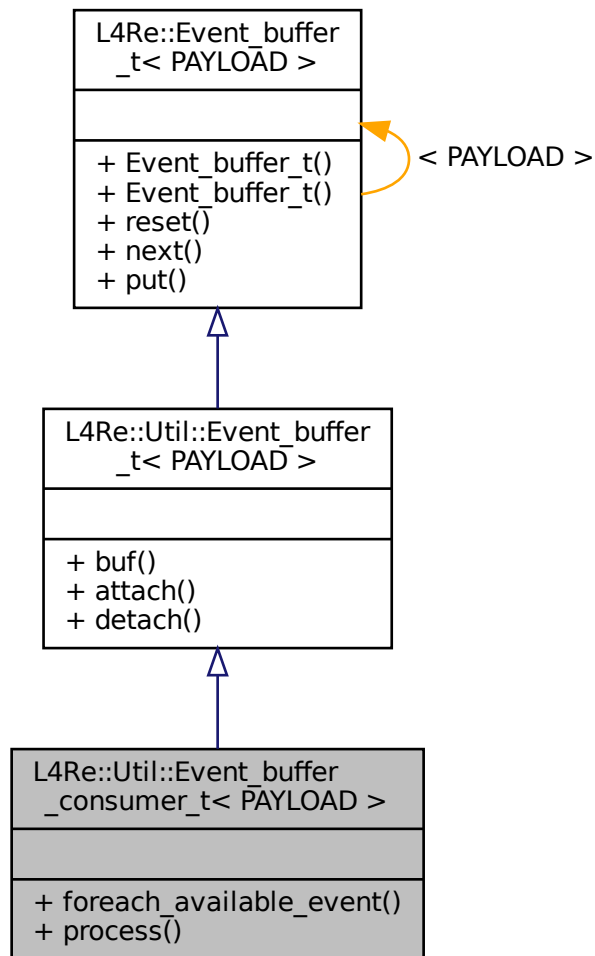 L4Re::Event_buffer
_t< PAYLOAD >
+ Event_buffer_t()
+ Event_buffer_t()
+ reset()
+ next()
+ put()
< PAYLOAD >
L4Re::Util::Event_buffer
_t< PAYLOAD >
+ buf()
+ attach()
+ detach()
L4Re::Util::Event_buffer
_consumer_t< PAYLOAD >
+ foreach_available_event()
+ process()